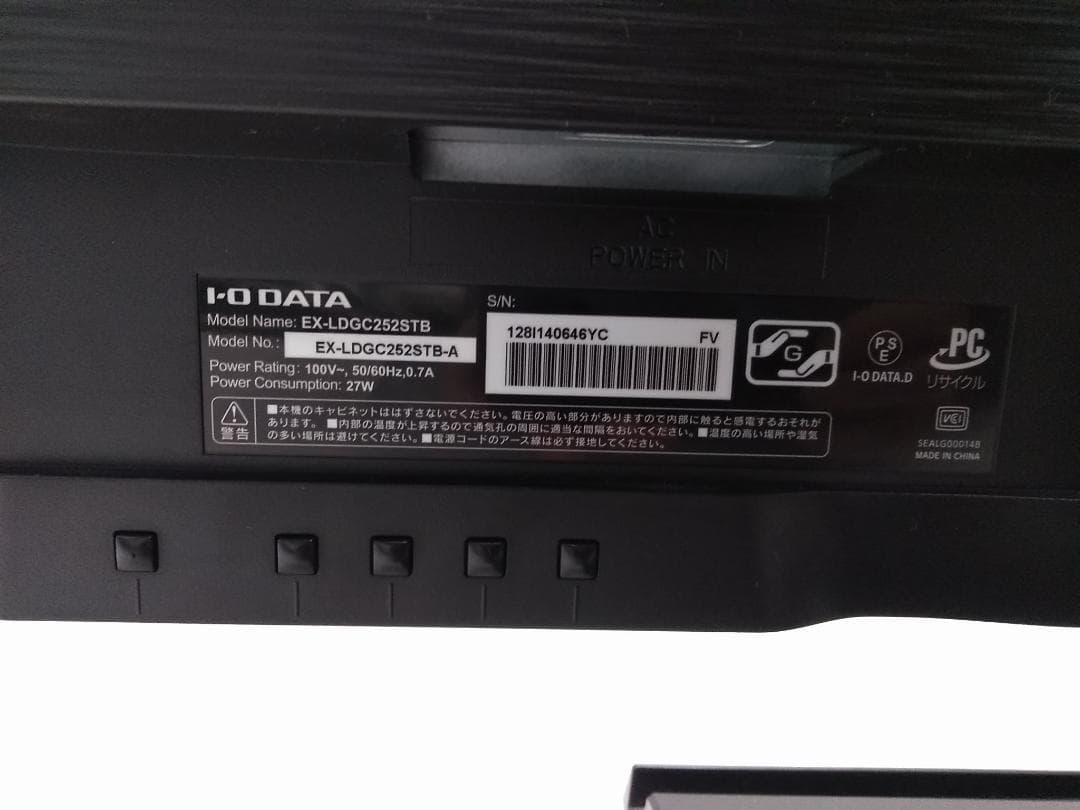 AC
POWER IN
I-O DATA
Model Name: EX-LDGC252STB
Model No.: EX-LDGC252STB-A
Power Rating: 100V~, 50/60Hz,0.7A
Power Consumption: 27W
S/N:
128I140646YC FV
G
PS
E
I-O DATA.D
PC
リサイクル
警告
■本機のキャビネットははずさないでください。電圧の高い部分がありますので内部に触ると感電するおそれが
あります。■内部の温度が上昇するので通気孔の周囲に適当な間隔をおいてください。■温度の高い場所や湿気
の多い場所は避けてください。■電源コードのアース線は必ず接地してください。
VCI
SEALG00014B
MADE IN CHINA